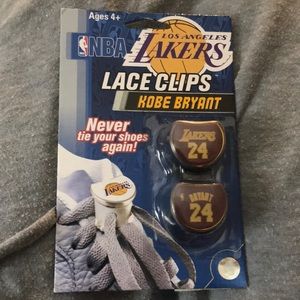 Ages 4+
NBA
LOS ANGELES
LAKERS
LACE CLIPS
KOBE BRYANT
Never
tie your shoes
again!
LAKERS
24
LAKERS
BRYANT
24